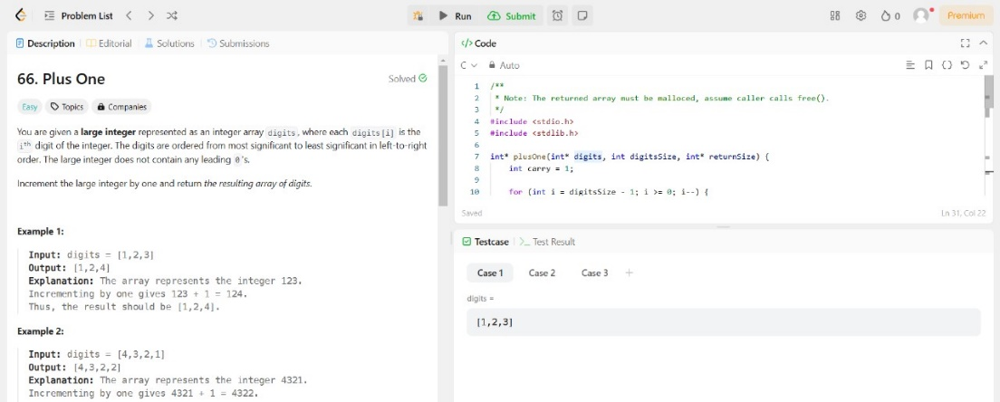 Problem List
Run
Submit
0
Premium
Description
Editorial
Solutions
Submissions
66. Plus One
Solved
Easy
Topics
Companies
You are given a large integer represented as an integer array digits, where each digits[i] is the
ith digit of the integer. The digits are ordered from most significant to least significant in left-to-right
order. The large integer does not contain any leading 0's.
Increment the large integer by one and return the resulting array of digits.
Example 1:
Input: digits = [1,2,3]
Output: [1,2,4]
Explanation: The array represents the integer 123.
Incrementing by one gives 123 + 1 = 124.
Thus, the result should be [1,2,4].
Example 2:
Input: digits = [4,3,2,1]
Output: [4,3,2,2]
Explanation: The array represents the integer 4321.
Incrementing by one gives 4321 + 1 = 4322.
</> Code
C
Auto
1 /**
2 * Note: The returned array must be malloced, assume caller calls free().
3 */
4 #include <stdio.h>
5 #include <stdlib.h>
6
7 int* plusOne(int* digits, int digitsSize, int* returnSize) {
8 int carry = 1;
9
10 for (int i = digitsSize - 1; i >= 0; i--) {
Saved
Ln 31, Col 22
Testcase
>_ Test Result
Case 1
Case 2
Case 3
+
digits =
[1,2,3]